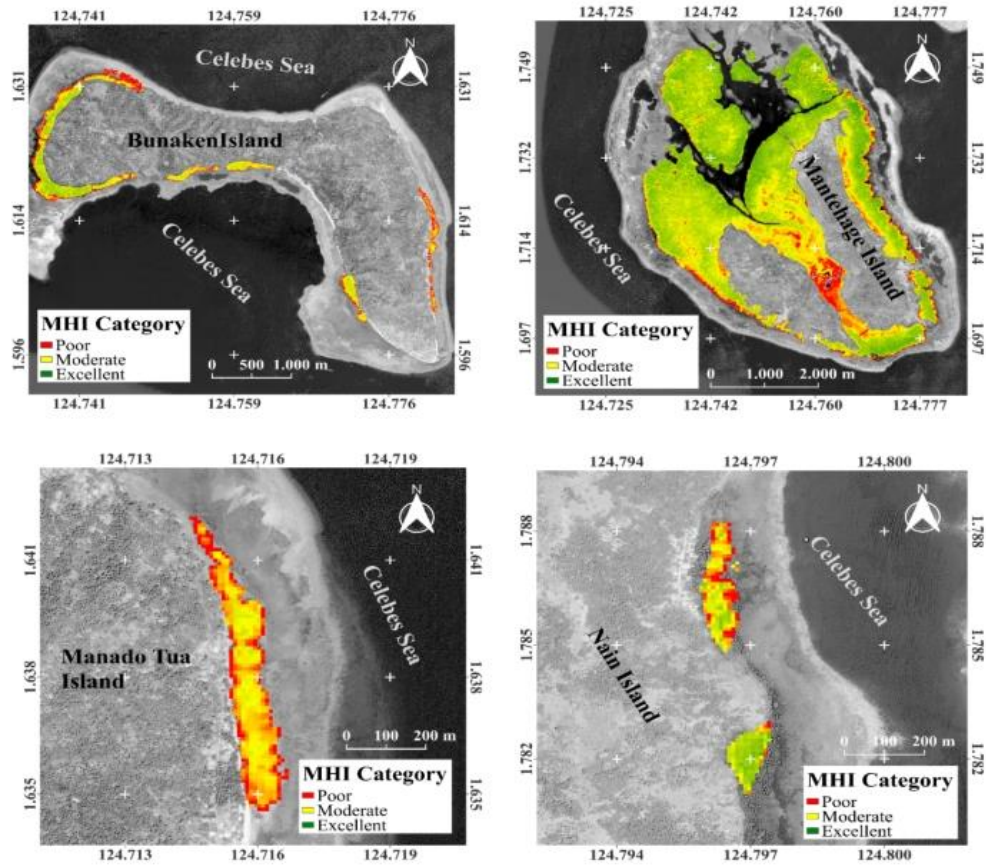 124.741 124.759 124.776
1.631
1.614
1.596
Celebes Sea
N
BunakenIsland
Celebes Sea
MHI Category
Poor
Moderate
Excellent
0 500 1.000 m
1.631
1.614
1.596
124.741 124.759 124.776
124.725 124.742 124.760 124.777
1.749
1.732
1.714
1.697
N
Celebes Sea
Mantehage Island
MHI Category
Poor
Moderate
Excellent
0 1.000 2.000 m
1.749
1.732
1.714
1.697
124.725 124.742 124.760 124.777
124.713 124.716 124.719
1.641
1.638
1.635
N
Celebes Sea
Manado Tua
Island
0 100 200 m
MHI Category
Poor
Moderate
Excellent
1.641
1.638
1.635
124.713 124.716 124.719
124.794 124.797 124.800
1.788
1.785
1.782
N
Celebes Sea
Nain Island
0 100 200 m
MHI Category
Poor
Moderate
Excellent
1.788
1.785
1.782
124.794 124.797 124.800